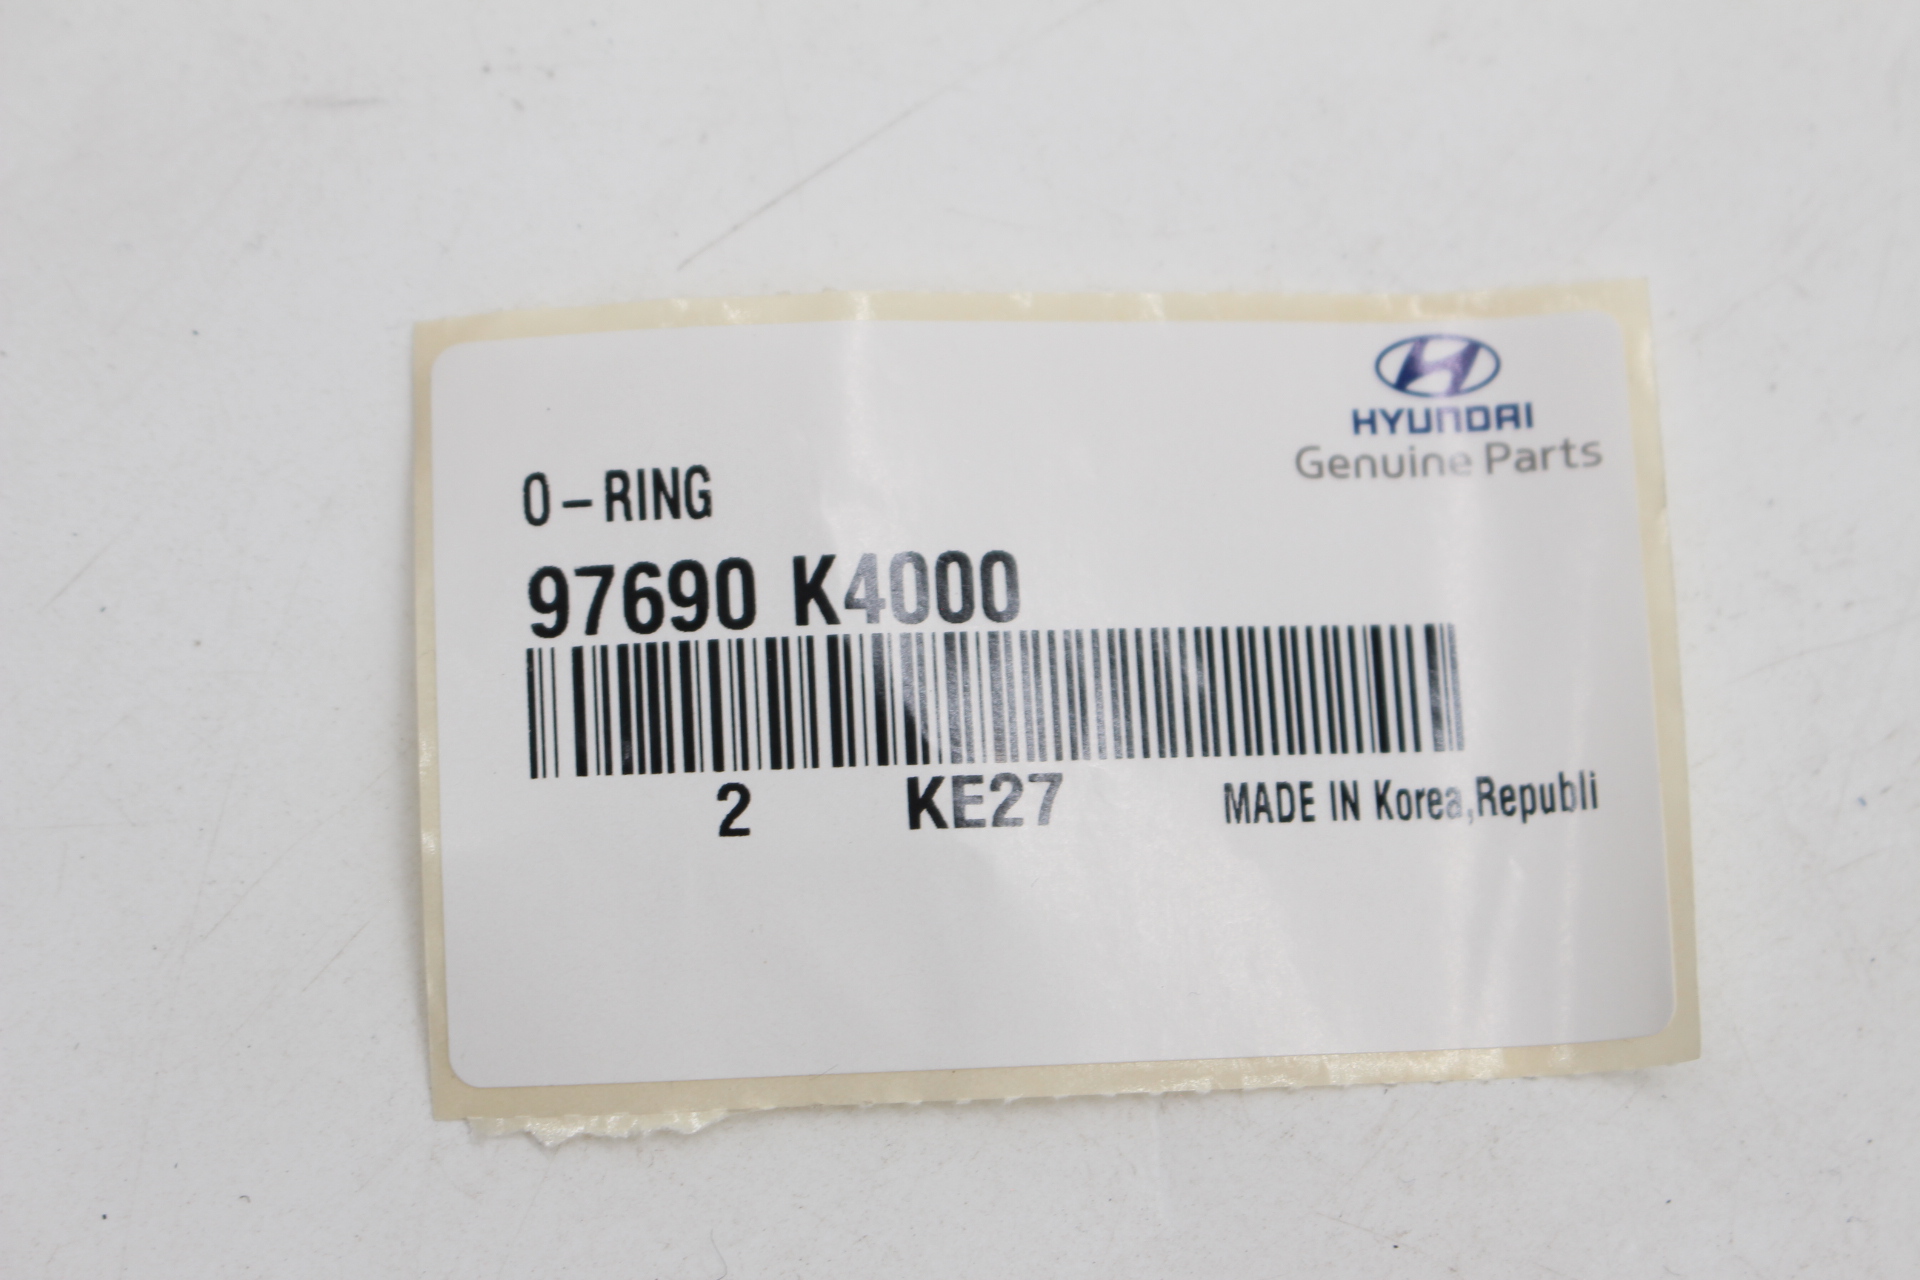 HYUNDAI
Genuine Parts
O-RING
97690 K4000
2 KE27 MADE IN Korea,Republi